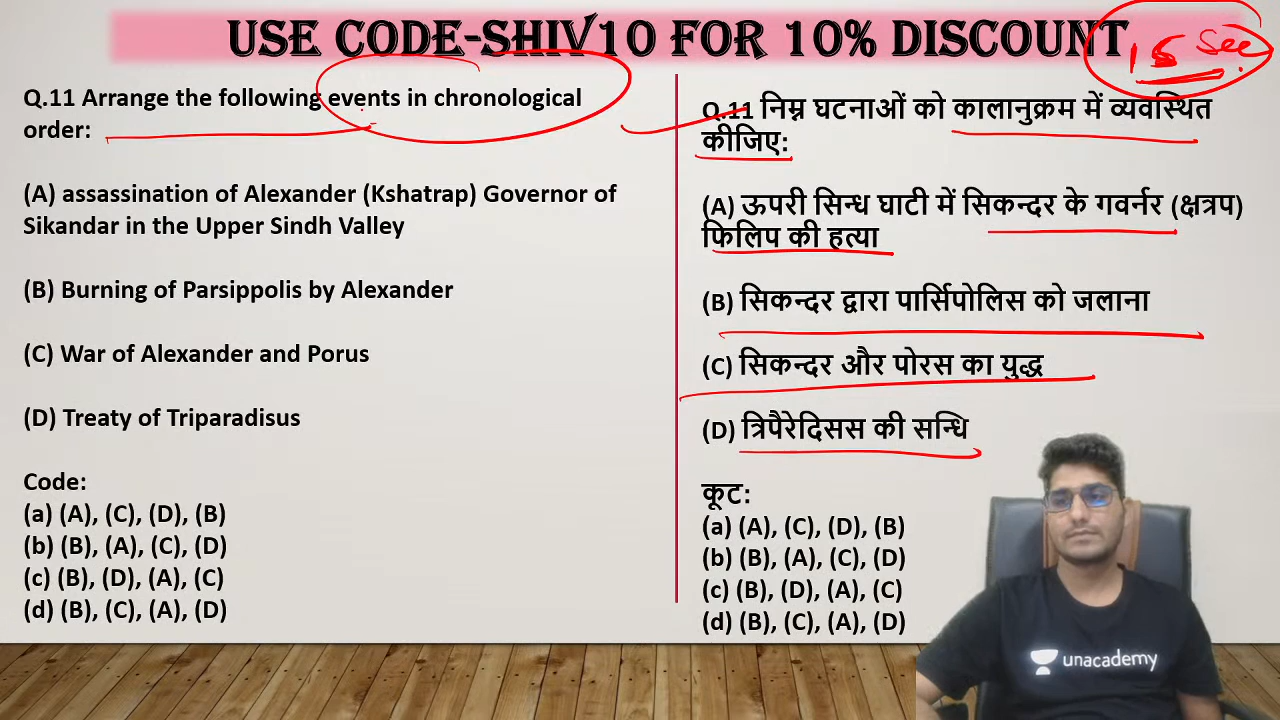 USE CODE-SHIV10 FOR 10% DISCOUNT
15 See
Q.11 Arrange the following events in chronological
order:
(A) assassination of Alexander (Kshatrap) Governor of
Sikandar in the Upper Sindh Valley
(B) Burning of Parsippolis by Alexander
(C) War of Alexander and Porus
(D) Treaty of Triparadisus
Code:
(a) (A), (C), (D), (B)
(b) (B), (A), (C), (D)
(c) (B), (D), (A), (C)
(d) (B), (C), (A), (D)
Q.11 निम्न घटनाओं को कालानुक्रम में व्यवस्थित
कीजिए:
(A) ऊपरी सिन्ध घाटी में सिकन्दर के गवर्नर (क्षत्रप)
फिलिप की हत्या
(B) सिकन्दर द्वारा पार्सिपोलिस को जलाना
(C) सिकन्दर और पोरस का युद्ध
(D) त्रिपैरेदिसस की सन्धि
कूट:
(a) (A), (C), (D), (B)
(b) (B), (A), (C), (D)
(c) (B), (D), (A), (C)
(d) (B), (C), (A), (D)
unacademy